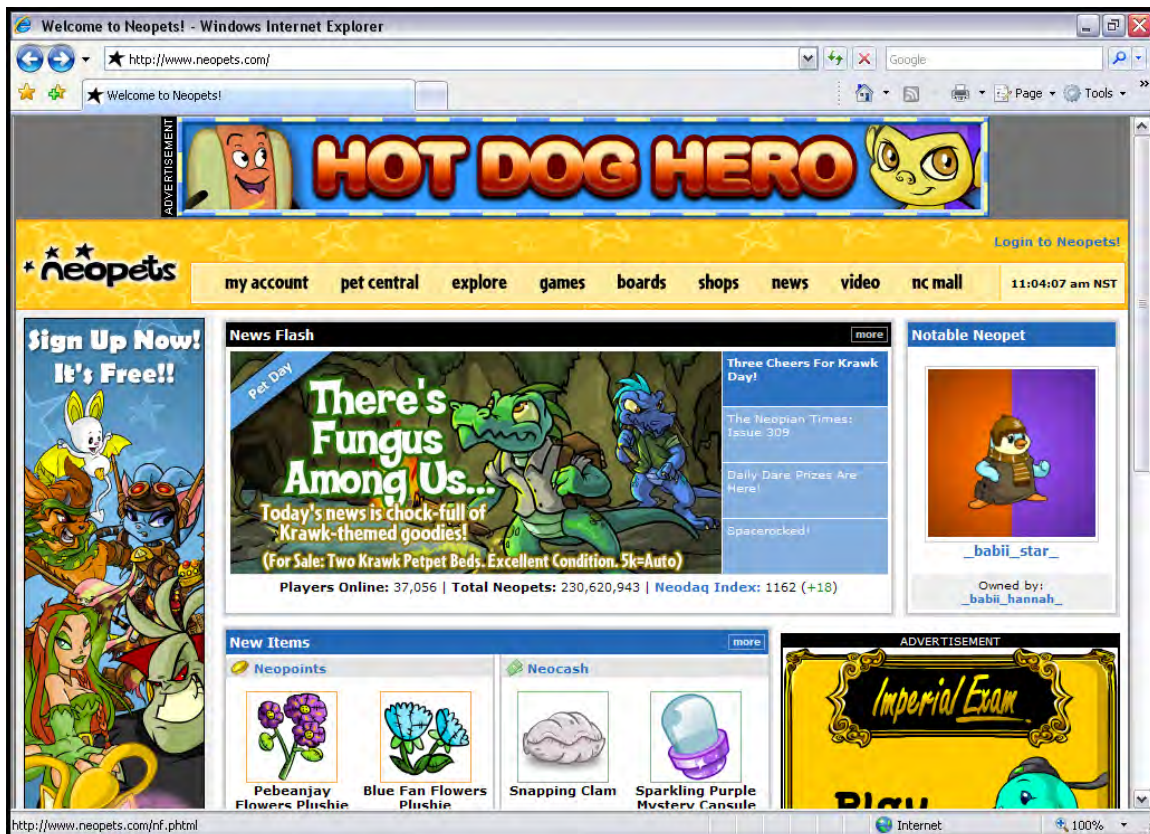 Welcome to Neopets! - Windows Internet Explorer
http://www.neopets.com/
Google
Welcome to Neopets!
Page
Tools
ADVERTISEMENT
HOT DOG HERO
Login to Neopets!
neopets
my account pet central explore games boards shops news video nc mall 11:04:07 am NST
Sign Up Now!
It's Free!!
News Flash
more
Pet Day
There's
Fungus
Among Us...
Today's news is chock-full of
Krawk-themed goodies!
(For Sale: Two Krawk Petpet Beds. Excellent Condition. 5k=Auto)
Three Cheers For Krawk
Day!
The Neopian Times:
Issue 309
Daily Dare Prizes Are
Here!
Spacerocked!
Players Online: 37,056 | Total Neopets: 230,620,943 | Neodaq Index: 1162 (+18)
Notable Neopet
_babii_star_
Owned by:
_babii_hannah_
New Items
more
Neopoints
Neocash
Pebeanjay
Flowers Plushie
Blue Fan Flowers
Plushie
Snapping Clam
Sparkling Purple
Mystery Capsule
ADVERTISEMENT
Imperial Exam
Play
http://www.neopets.com/nf.phtml
Internet
100%